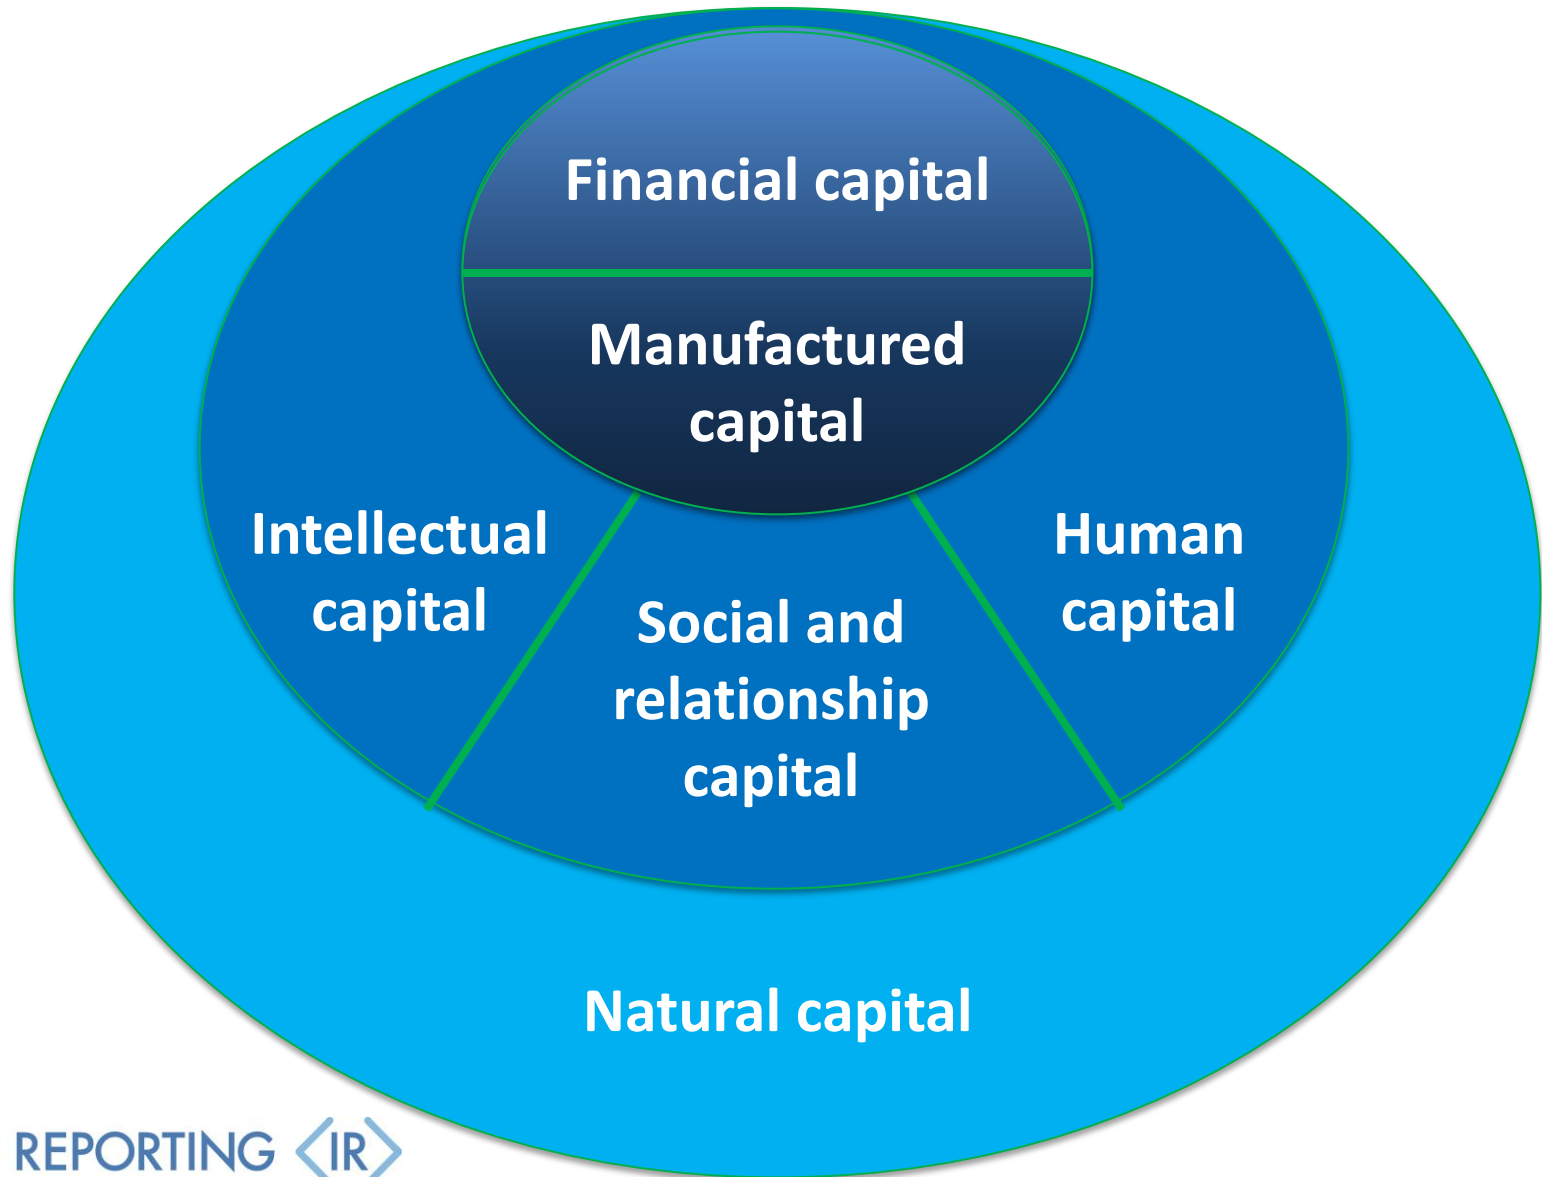 Financial capital
Manufactured
capital
Intellectual
capital
Human
capital
Social and
relationship
capital
Natural capital
REPORTING <IR>